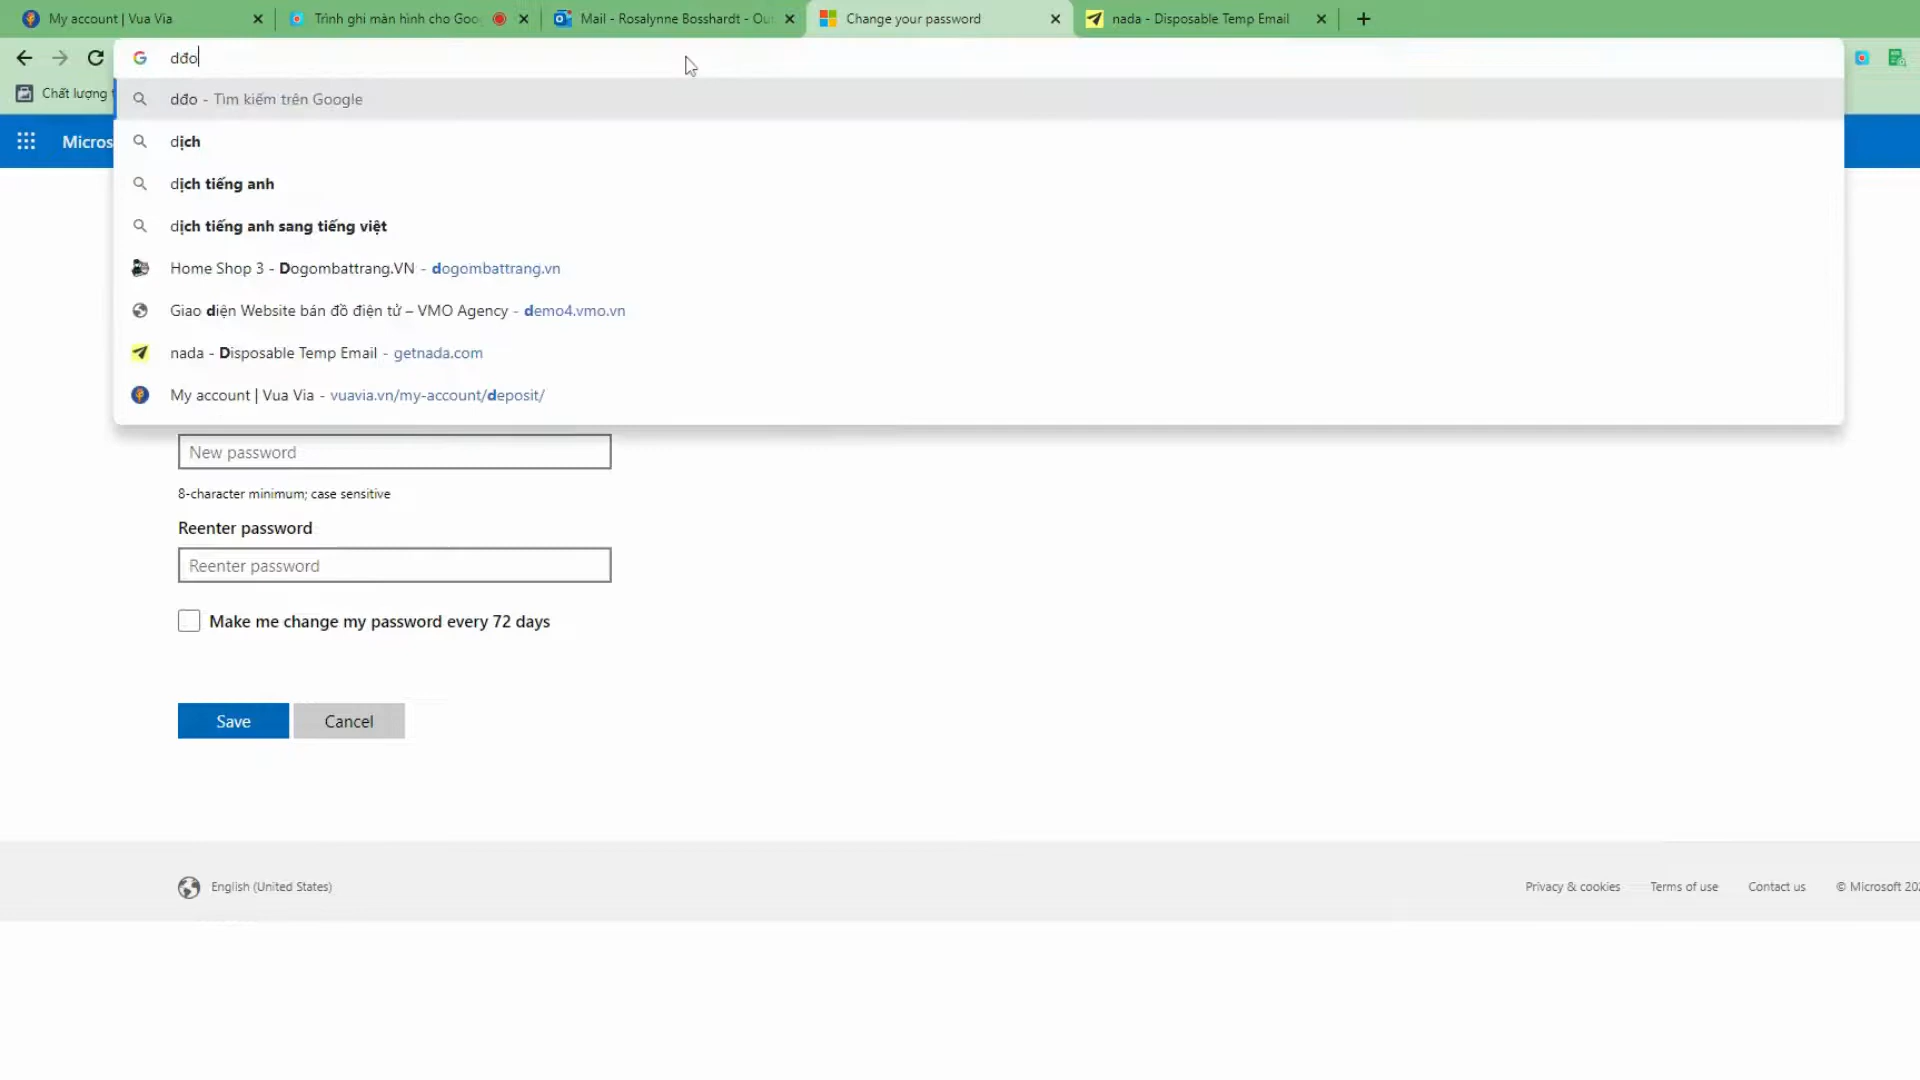 My account | Vua Via
Trình ghi màn hình cho Goo
Mail - Rosalynne Bosshardt - Ou
Change your password
nada - Disposable Temp Email
dđo
Chất lượng
dđo - Tìm kiếm trên Google
Micros
dịch
dịch tiếng anh
dịch tiếng anh sang tiếng việt
Home Shop 3 - Dogombattrang.VN - dogombattrang.vn
Giao diện Website bán đồ điện tử – VMO Agency - demo4.vmo.vn
nada - Disposable Temp Email - getnada.com
My account | Vua Via - vuavia.vn/my-account/deposit/
New password
8-character minimum; case sensitive
Reenter password
Reenter password
Make me change my password every 72 days
Save Cancel
English (United States) Privacy & cookies Terms of use Contact us © Microsoft 202